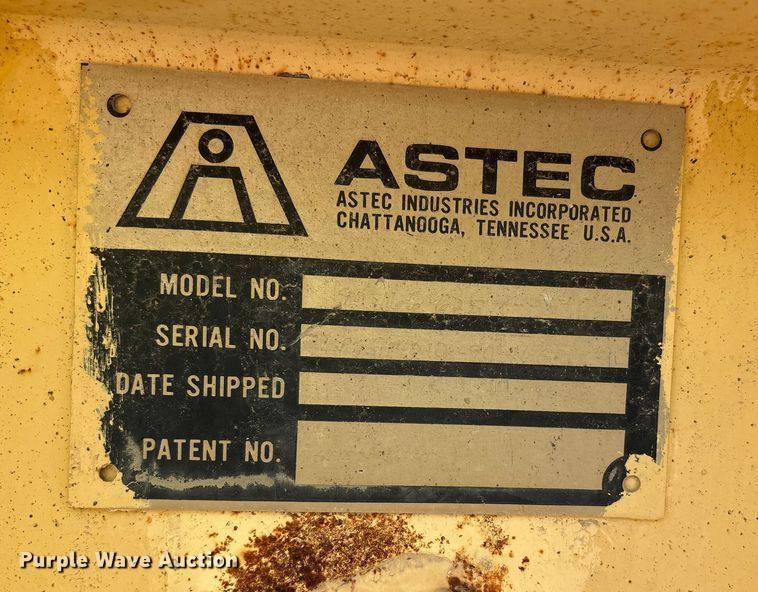 ASTEC
ASTEC INDUSTRIES INCORPORATED
CHATTANOOGA, TENNESSEE U.S.A.
MODEL NO.
SERIAL NO.
DATE SHIPPED
PATENT NO.
Purple Wave Auction